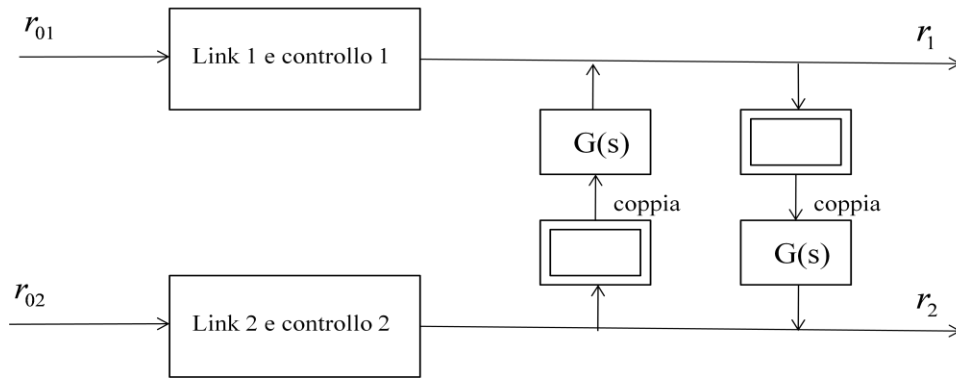 r01
r1
Link 1 e controllo 1
G(s)
coppia
coppia
G(s)
r02
r2
Link 2 e controllo 2